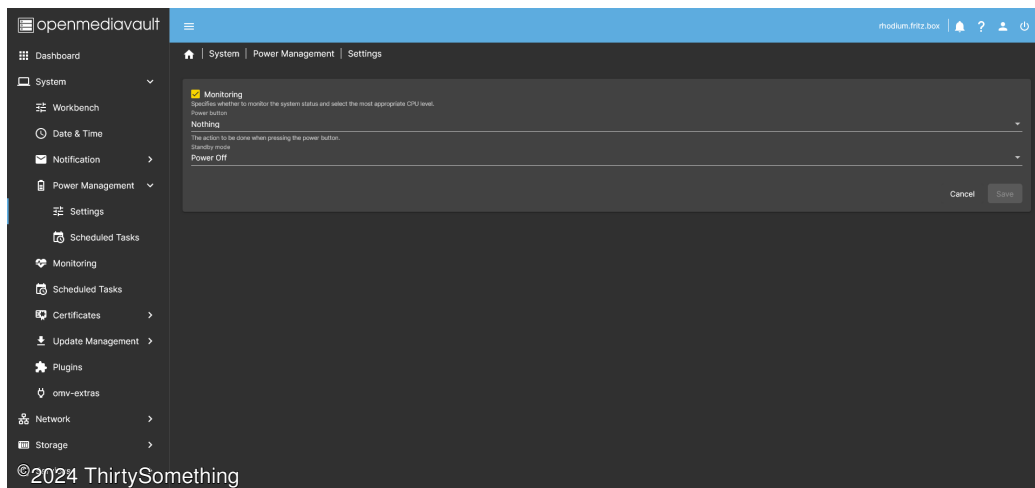 openmediavault
rhodium.fritz.box
System | Power Management | Settings
Dashboard
System
Workbench
Date & Time
Notification
Power Management
Settings
Scheduled Tasks
Monitoring
Scheduled Tasks
Certificates
Update Management
Plugins
omv-extras
Network
Storage
Monitoring
Specifies whether to monitor the system status and select the most appropriate CPU level.
Power button
Nothing
The action to be done when pressing the power button.
Standby mode
Power Off
Cancel
Save
©2024 ThirtySomething